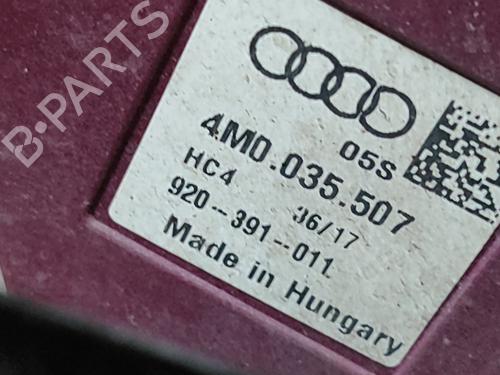 B-PARTS
05S
4M0.035.507
HC4 36/17
920-391-011
Made in Hungary